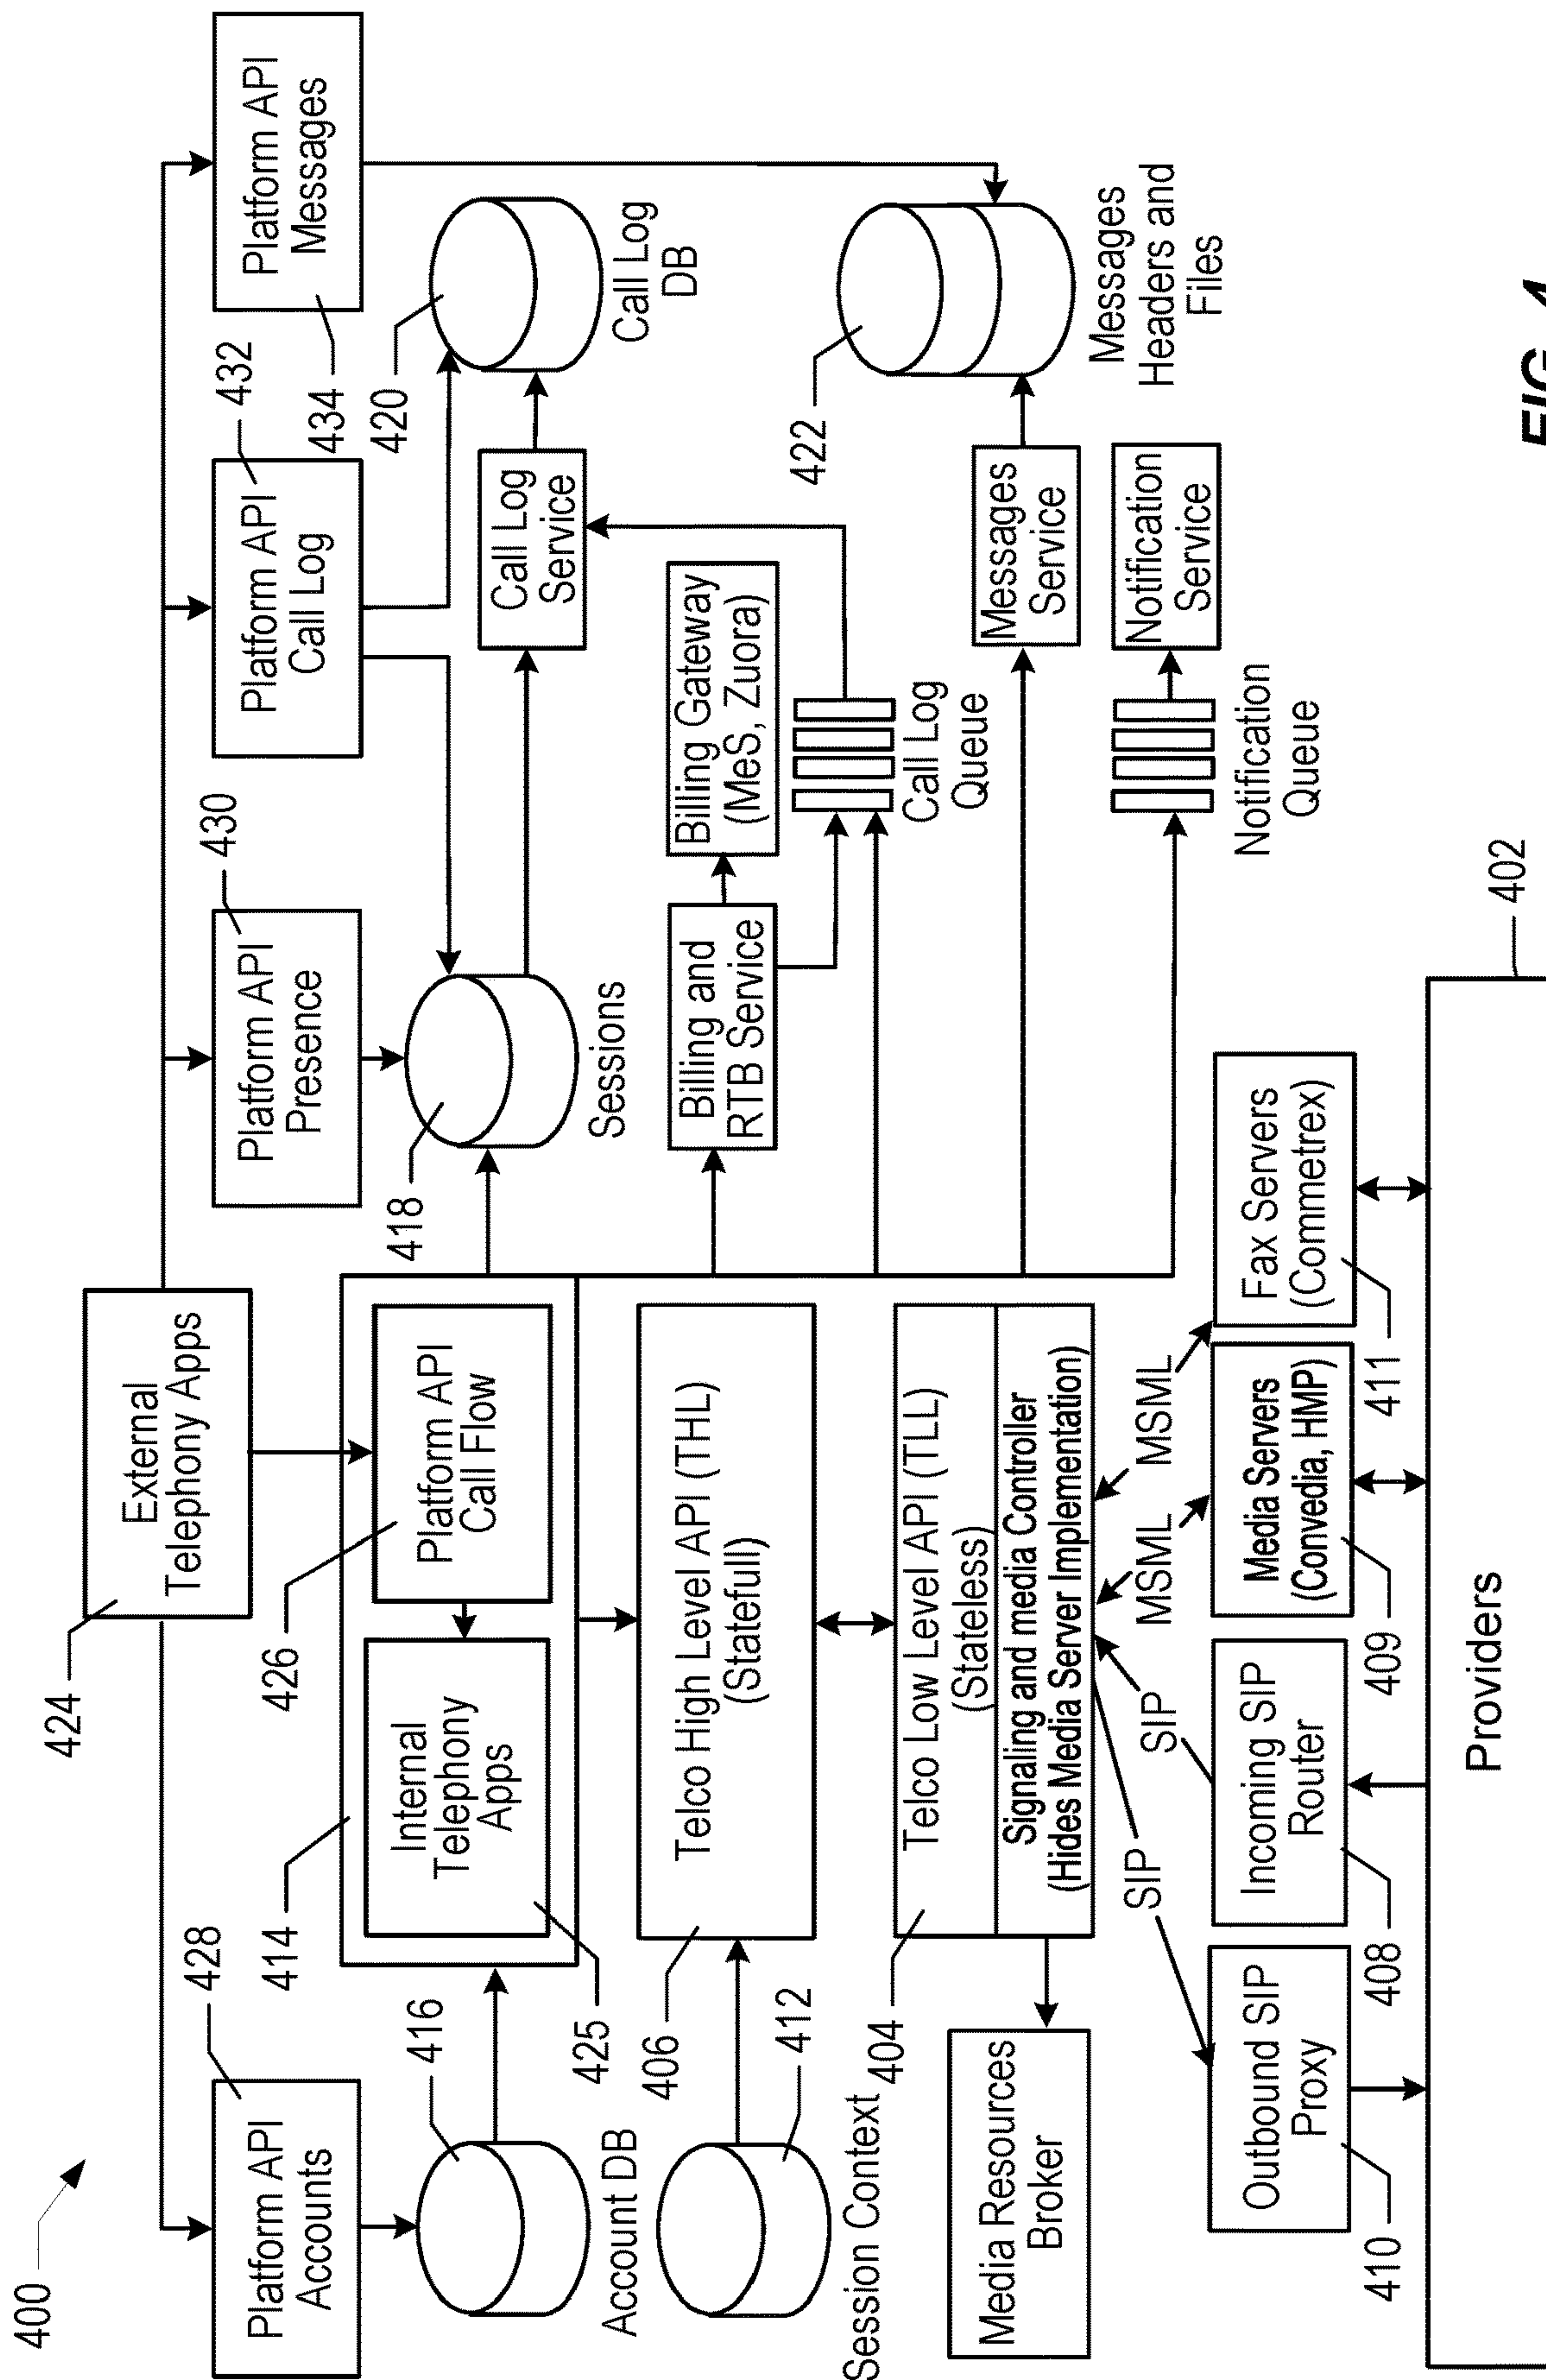 400
External
Telephony Apps
424
428
Platform API
Accounts
430
Platform API
Presence
432
Platform API
Call Log
Platform API
Messages
434
414
426
Platform API
Call Flow
Internal
Telephony
Apps
425
416
Account DB
418
Sessions
420
Call Log
DB
Call Log
Service
406
Telco High Level API (THL)
(Statefull)
412
Session Context
Billing and
RTB Service
Billing Gateway
(MeS, Zuora)
Call Log
Queue
422
Messages
Headers and
Files
Messages
Service
404
Telco Low Level API (TLL)
(Stateless)
Signaling and media Controller
(Hides Media Server Implementation)
Media Resources
Broker
Notification
Queue
Notification
Service
SIP
SIP
MSML
MSML
Outbound SIP
Proxy
410
Incoming SIP
Router
408
Media Servers
(Convedia, HMP)
409
Fax Servers
(Commetrex)
411
Providers
402
FIG. 4